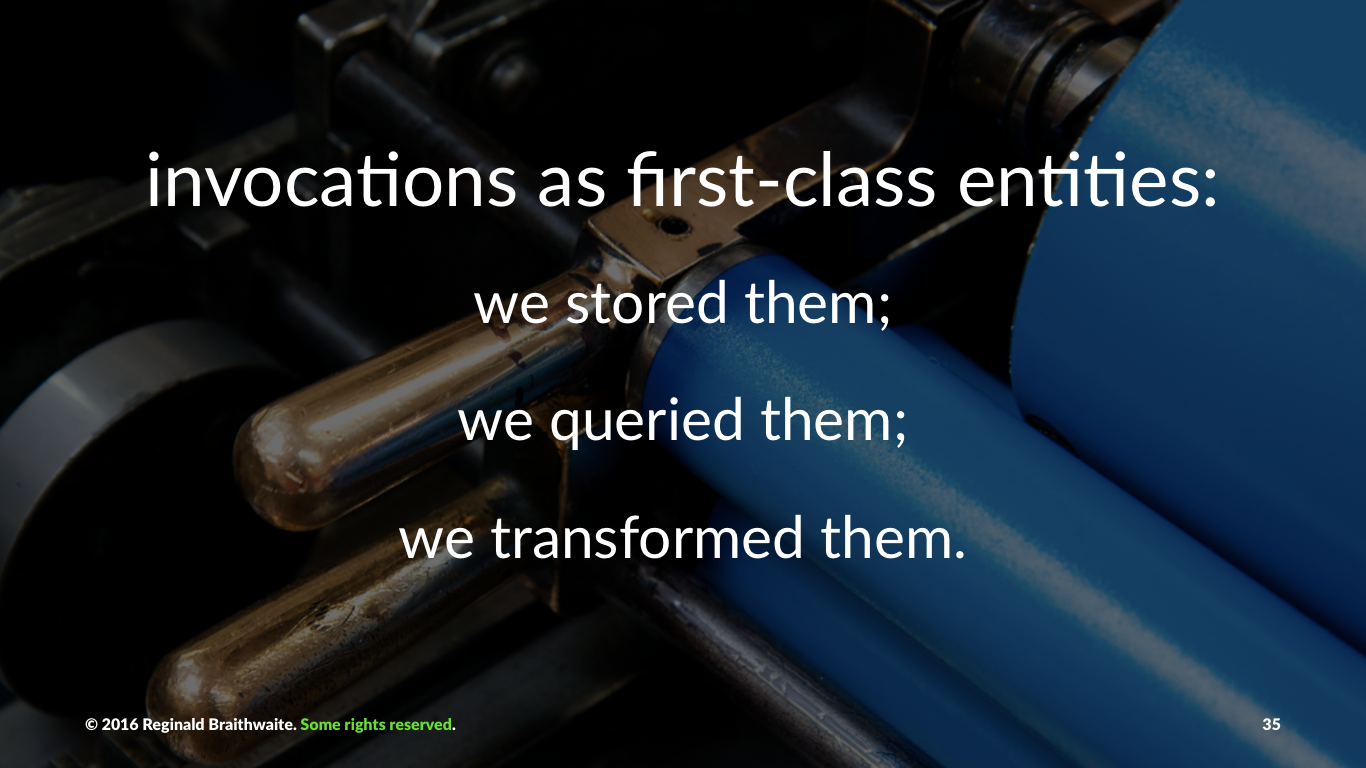 invocations as first-class entities:
we stored them;
we queried them;
we transformed them.
© 2016 Reginald Braithwaite. Some rights reserved.
35